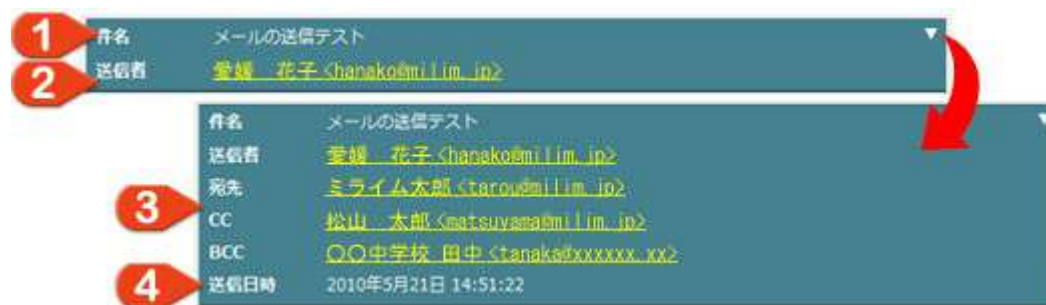 1 件名 メールの送信テスト ▼
2 送信者 愛媛　花子 <hanako@milim.jp>
件名 メールの送信テスト ▼
送信者 愛媛　花子 <hanako@milim.jp>
宛先 ミライム太郎 <tarou@milim.jp>
3 CC 松山　太郎 <matsuyama@milim.jp>
BCC 〇〇中学校 田中 <tanaka@xxxxxx.xx>
4 送信日時 2010年5月21日 14:51:22